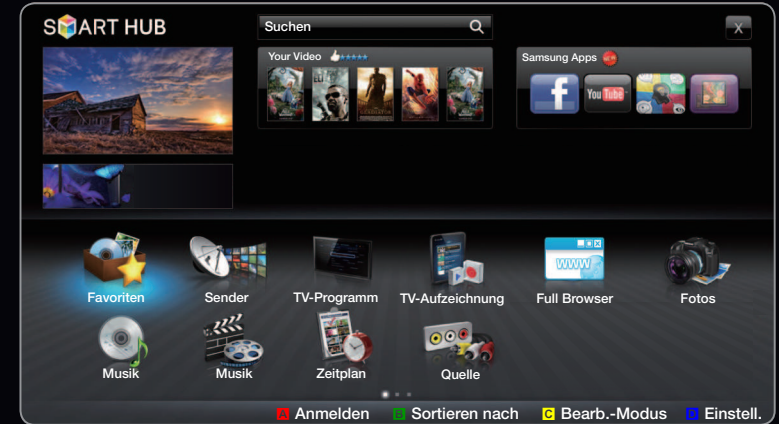 SMART HUB
Suchen
X
Your Video
Samsung Apps
f
You Tube
www
Favoriten
Sender
TV-Programm
TV-Aufzeichnung
Full Browser
Fotos
Musik
Musik
Zeitplan
Quelle
A Anmelden
B Sortieren nach
C Bearb.-Modus
D Einstell.